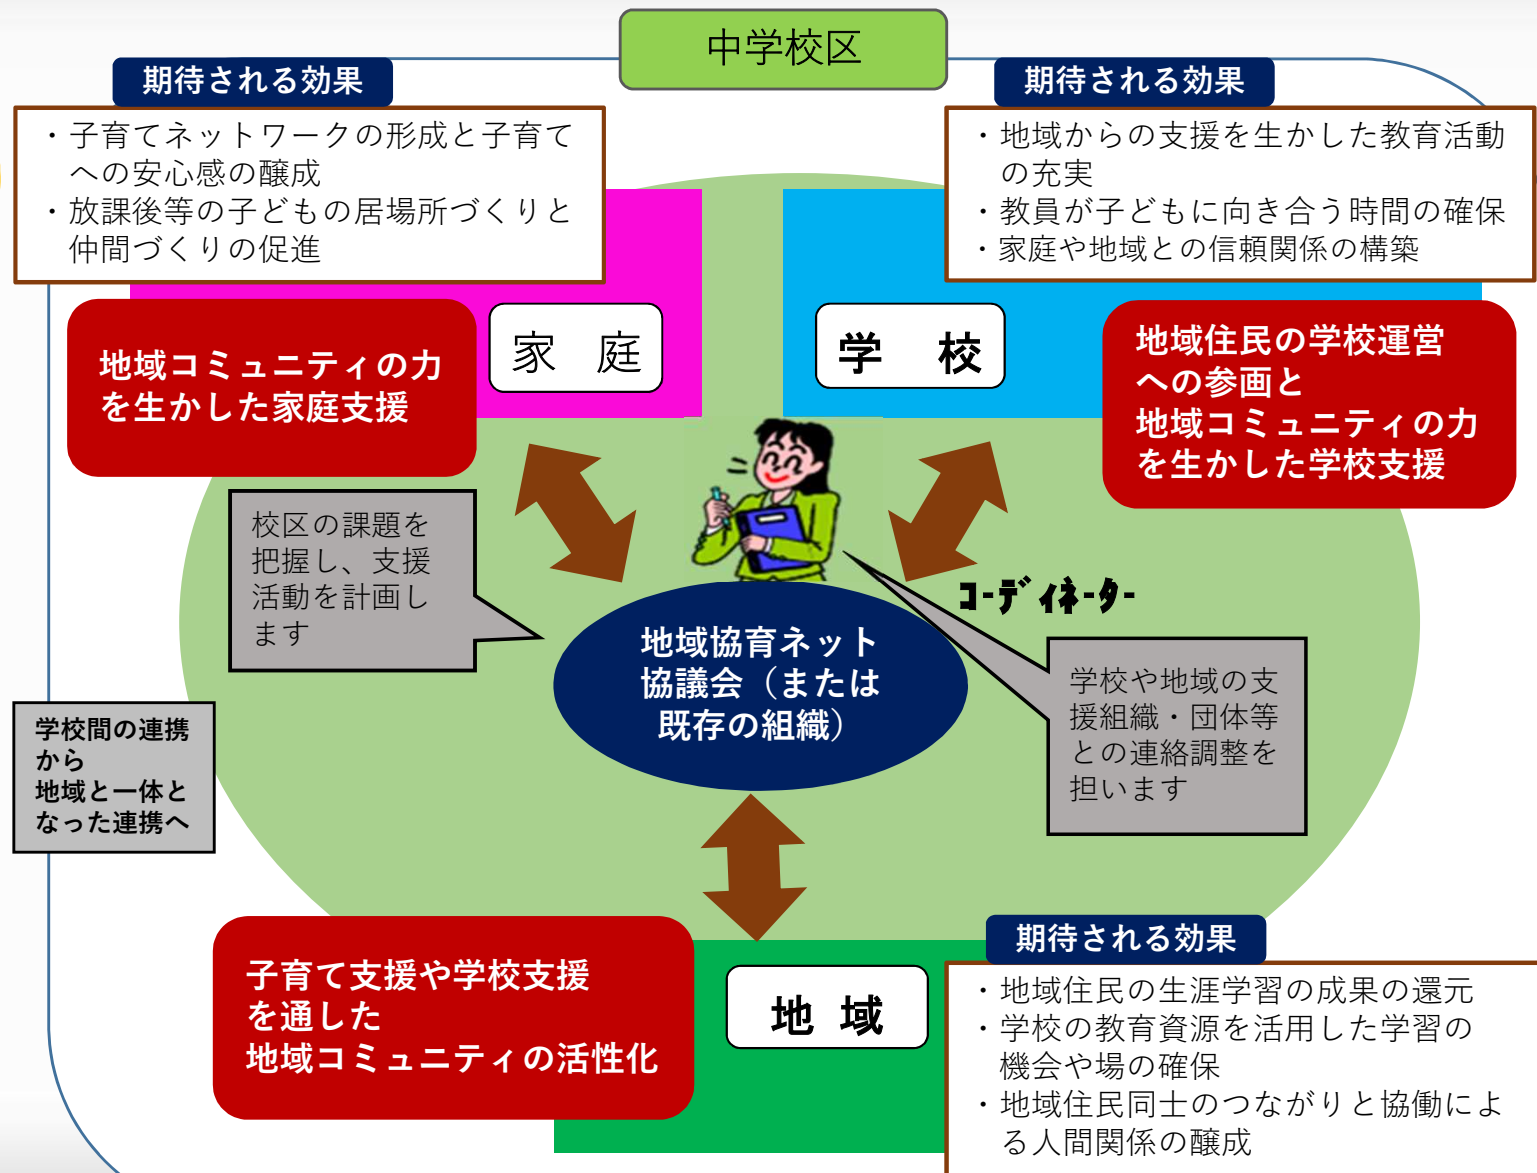 中学校区
期待される効果
・子育てネットワークの形成と子育て
への安心感の醸成
・放課後等の子どもの居場所づくりと
仲間づくりの促進
期待される効果
・地域からの支援を生かした教育活動
の充実
・教員が子どもに向き合う時間の確保
・家庭や地域との信頼関係の構築
地域コミュニティの力
を生かした家庭支援
家　庭
学　校
地域住民の学校運営
への参画と
地域コミュニティの力
を生かした学校支援
校区の課題を
把握し、支援
活動を計画し
ます
ｺｰﾃﾞｨﾈｰﾀｰ
地域協育ネット
協議会（または
既存の組織）
学校や地域の支
援組織・団体等
との連絡調整を
担います
学校間の連携
から
地域と一体と
なった連携へ
子育て支援や学校支援
を通した
地域コミュニティの活性化
地 域
期待される効果
・地域住民の生涯学習の成果の還元
・学校の教育資源を活用した学習の
機会や場の確保
・地域住民同士のつながりと協働によ
る人間関係の醸成